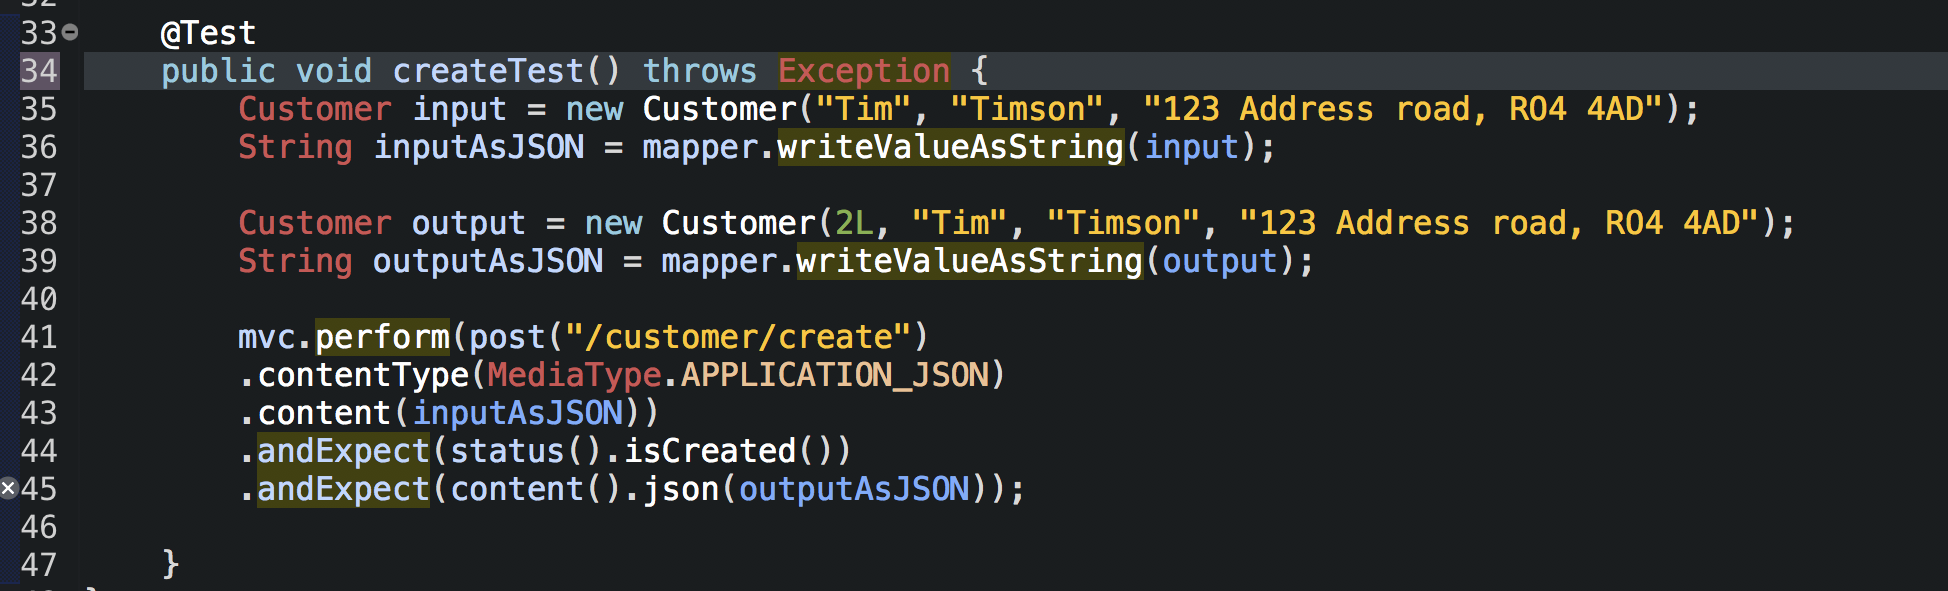 33 @Test
34 public void createTest() throws Exception {
35 Customer input = new Customer("Tim", "Timson", "123 Address road, RO4 4AD");
36 String inputAsJSON = mapper.writeValueAsString(input);
37
38 Customer output = new Customer(2L, "Tim", "Timson", "123 Address road, RO4 4AD");
39 String outputAsJSON = mapper.writeValueAsString(output);
40
41 mvc.perform(post("/customer/create")
42 .contentType(MediaType.APPLICATION_JSON)
43 .content(inputAsJSON))
44 .andExpect(status().isCreated())
45 .andExpect(content().json(outputAsJSON));
46
47 }